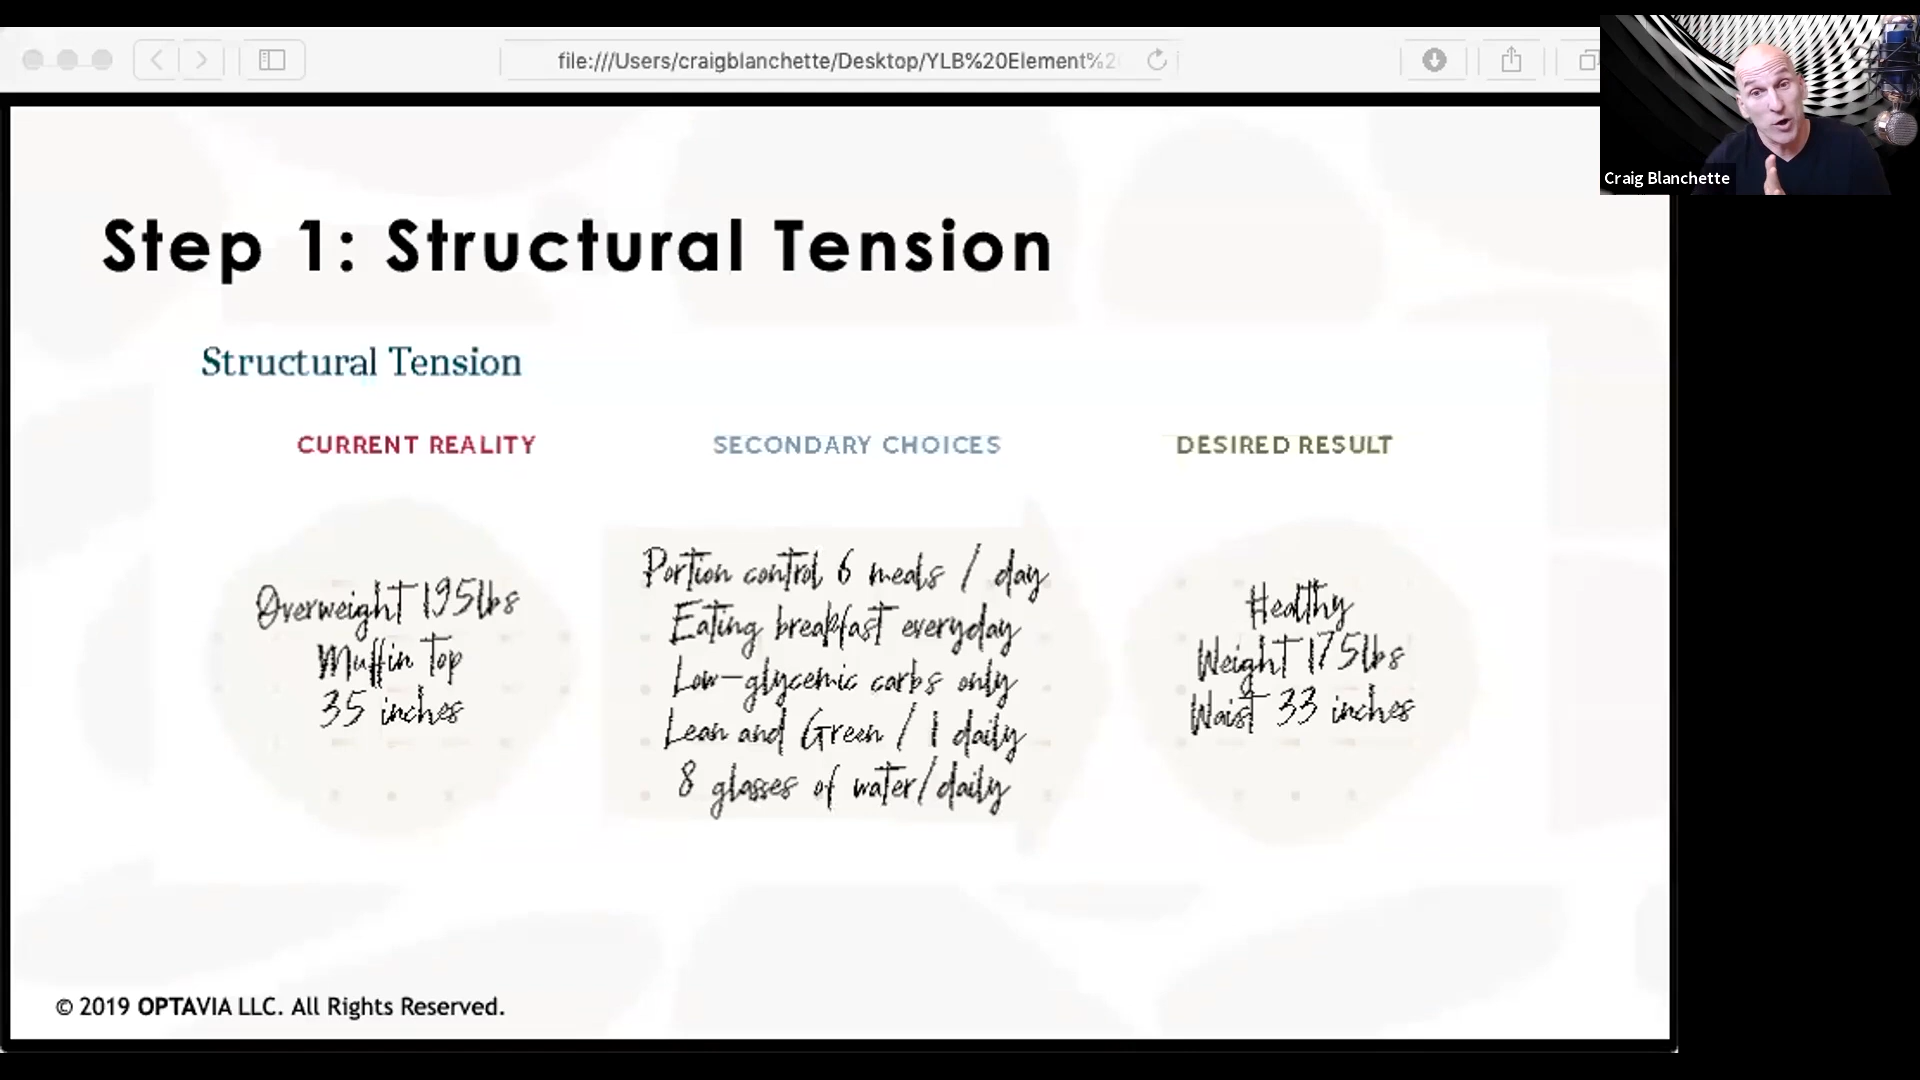 file:///Users/craigblanchette/Desktop/YLB%20Element%2
Craig Blanchette
Step 1: Structural Tension
Structural Tension
CURRENT REALITY
Overweight 195lbs
Muffin top
35 inches
SECONDARY CHOICES
Portion control 6 meals / day
Eating breakfast everyday
Low-glycemic carbs only
Lean and Green / 1 daily
8 glasses of water/daily
DESIRED RESULT
Healthy
Weight 175lbs
Waist 33 inches
© 2019 OPTAVIA LLC. All Rights Reserved.